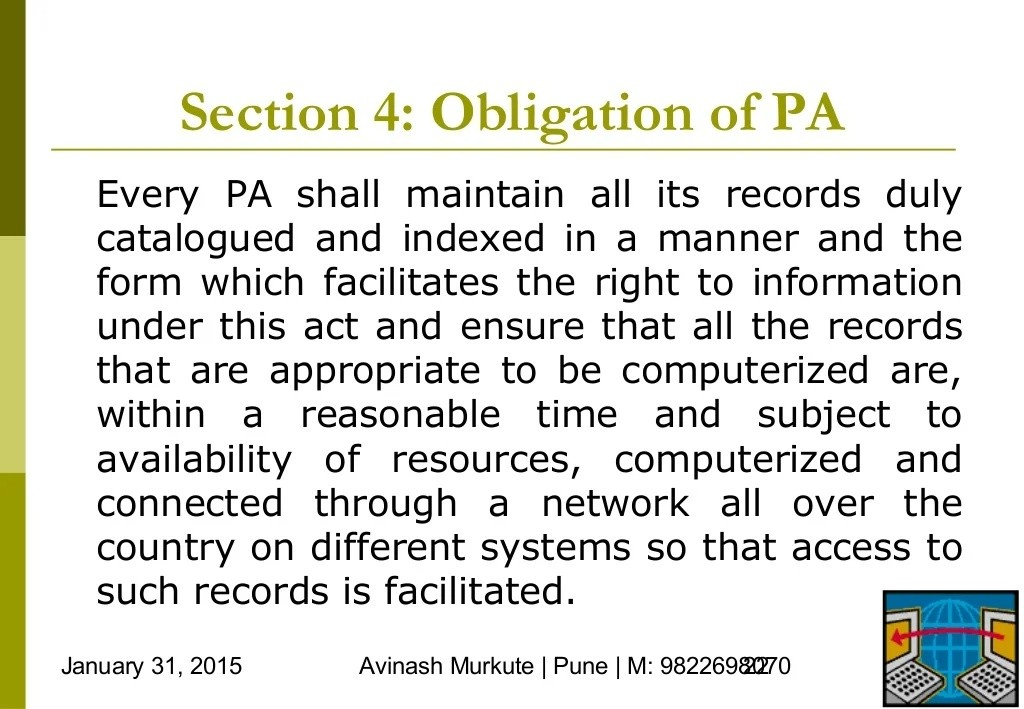 Section 4: Obligation of PA
Every PA shall maintain all its records duly
catalogued and indexed in a manner and the
form which facilitates the right to information
under this act and ensure that all the records
that are appropriate to be computerized are,
within a reasonable time and subject to
availability of resources, computerized and
connected through a network all over the
country on different systems so that access to
such records is facilitated.
January 31, 2015
Avinash Murkute | Pune | M: